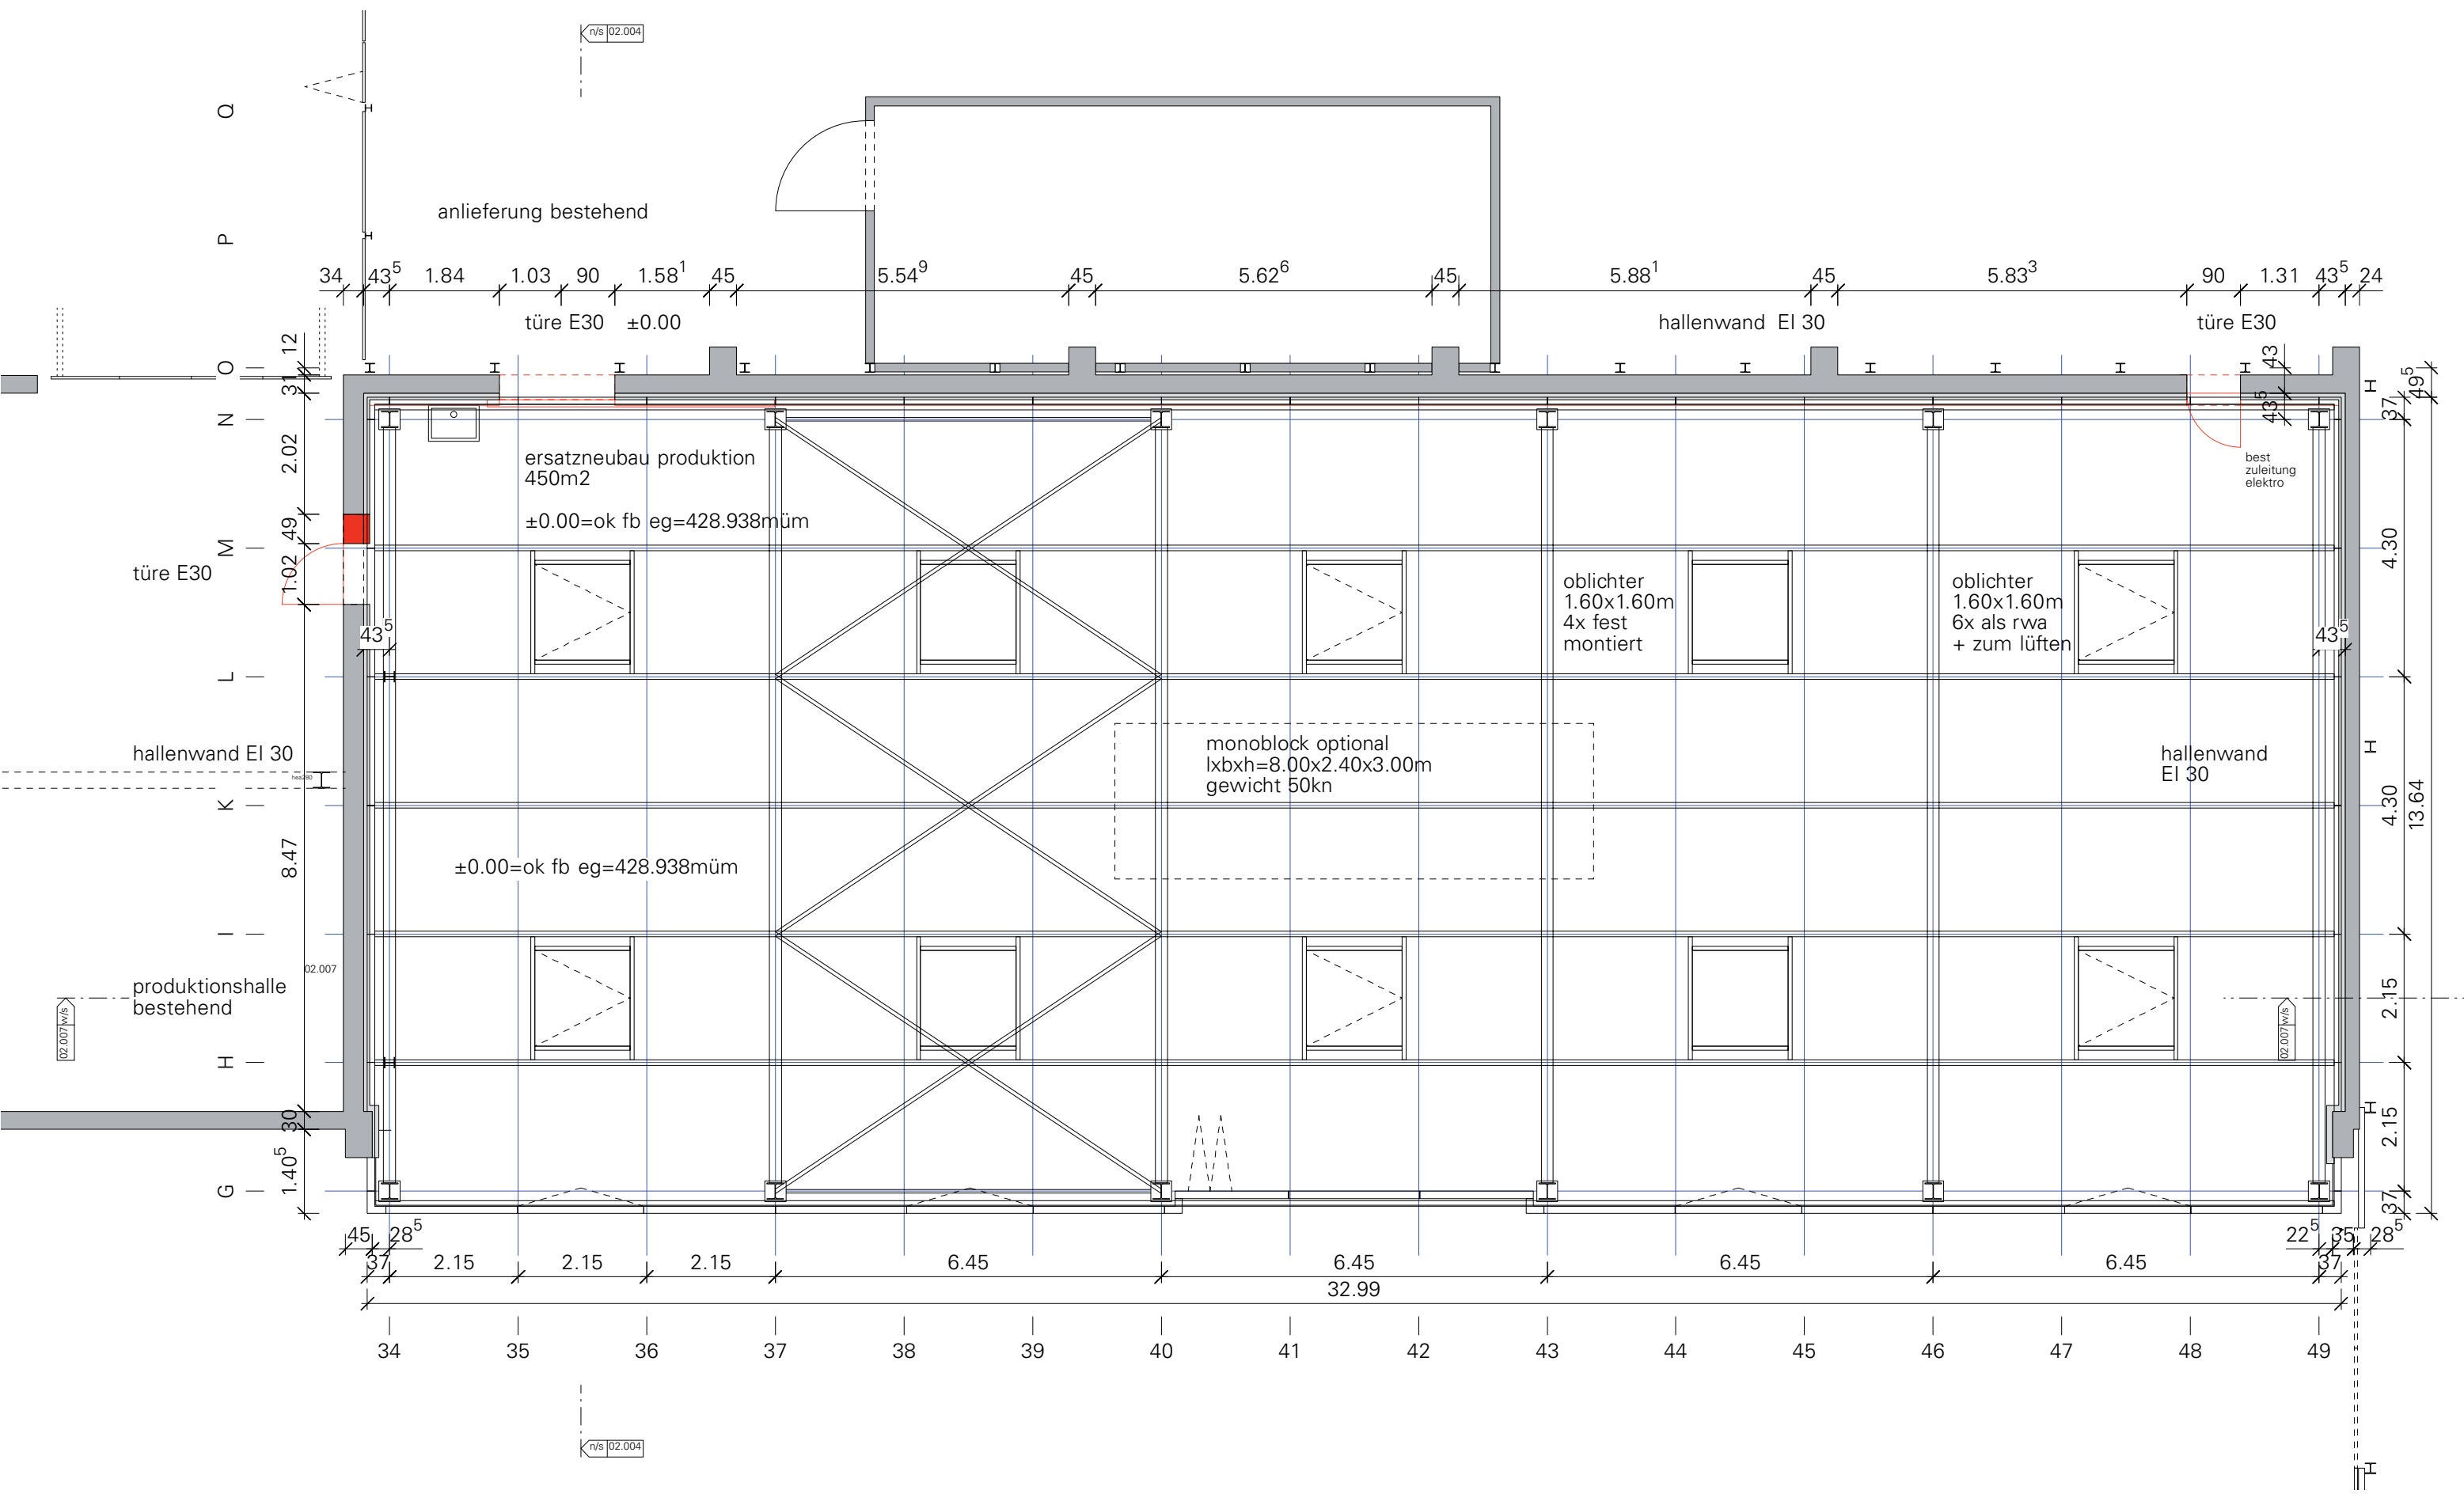 n/s 02.004
Q
P
O
N
M
L
K
I
H
G
anlieferung bestehend
34 43⁵ 1.84 1.03 90 1.58¹ 45 5.54⁹ 45 5.62⁶ 45 5.88¹ 45 5.83³ 90 1.31 43⁵ 24
türe E30 ±0.00
hallenwand EI 30
türe E30
12
31
2.02
49
1.02
8.47
30
1.40⁵
43
43⁵
49⁵
37
4.30
4.30
13.64
2.15
2.15
37
best
zuleitung
elektro
ersatzneubau produktion
450m2
±0.00=ok fb eg=428.938müm
türe E30
43⁵
oblichter
1.60x1.60m
4x fest
montiert
oblichter
1.60x1.60m
6x als rwa
+ zum lüften
43⁵
hallenwand EI 30
hea280
monoblock optional
lxbxh=8.00x2.40x3.00m
gewicht 50kn
hallenwand
EI 30
±0.00=ok fb eg=428.938müm
02.007
produktionshalle
bestehend
02.007 w/s
02.007 w/s
45 28⁵
22⁵ 35 28⁵
37 2.15 2.15 2.15 6.45 6.45 6.45 6.45 37
32.99
34 35 36 37 38 39 40 41 42 43 44 45 46 47 48 49
n/s 02.004